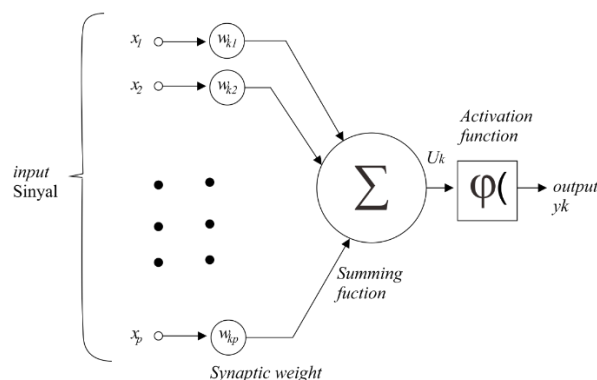 x1
wk1
x2
wk2
Activation
function
input
Sinyal
Uk
∑
φ(
output
yk
Summing
fuction
xp
wkp
Synaptic weight